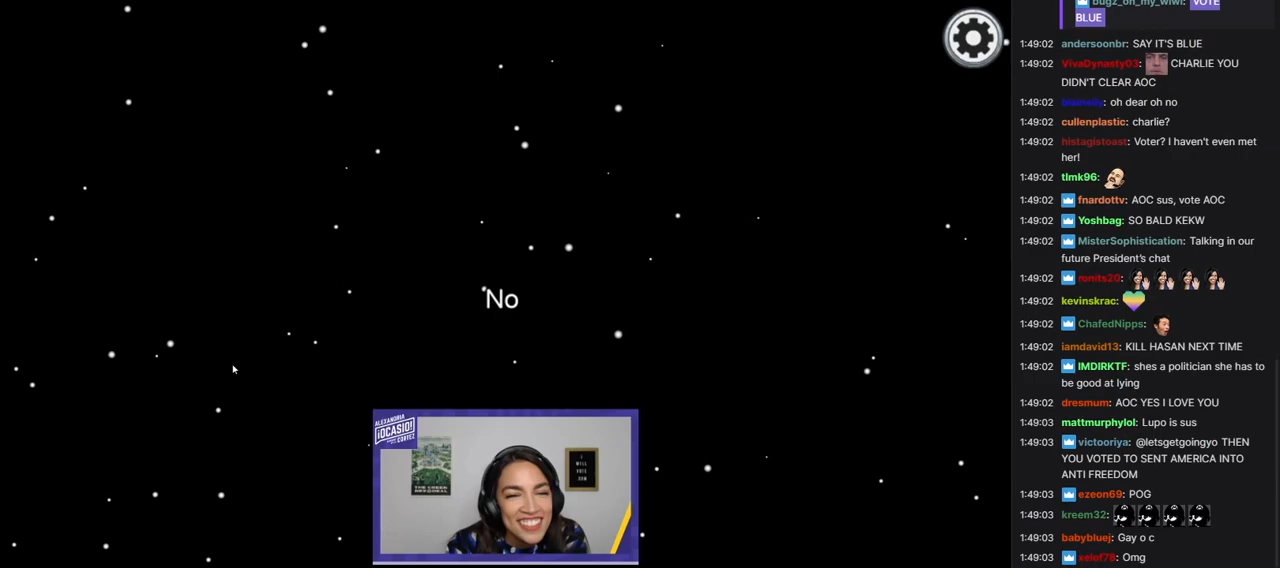 bugz_on_my_wiwi: VOTE
BLUE
1:49:02 andersoonbr: SAY IT'S BLUE
1:49:02 VivaDynasty03: CHARLIE YOU
DIDN'T CLEAR AOC
1:49:02 oh dear oh no
1:49:02 cullenplastic: charlie?
1:49:02 histagistoast: Voter? I haven't even met
her!
1:49:02 tlmk96:
1:49:02 fnardottv: AOC sus, vote AOC
1:49:02 Yoshbag: SO BALD KEKW
1:49:02 MisterSophistication: Talking in our
future President's chat
1:49:02 ronits20:
1:49:02 kevinskrac:
1:49:02 ChafedNipps:
1:49:02 iamdavid13: KILL HASAN NEXT TIME
1:49:02 IMDIRKTF: shes a politician she has to
be good at lying
1:49:02 dresmum: AOC YES I LOVE YOU
1:49:03 mattmurphylol: Lupo is sus
1:49:03 victooriya: @letsgetgoingyo THEN
YOU VOTED TO SENT AMERICA INTO
ANTI FREEDOM
1:49:03 ezeon69: POG
1:49:03 kreem32:
1:49:03 babybluej: Gay o c
1:49:03 xelof78: Omg
No
ALEXANDRIA
¡OCASIO!
CORTEZ
THE GREEN
NEW DEAL
I
WILL
VOTE